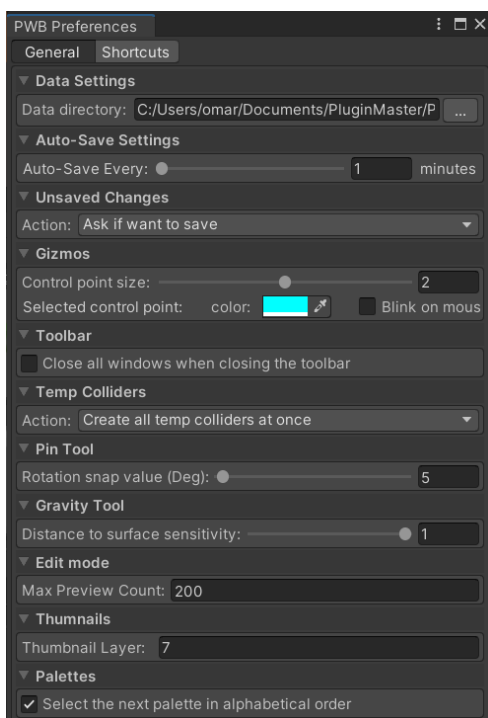 PWB Preferences
General Shortcuts
Data Settings
Data directory: C:/Users/omar/Documents/PluginMaster/P ...
Auto-Save Settings
Auto-Save Every: 1 minutes
Unsaved Changes
Action: Ask if want to save
Gizmos
Control point size: 2
Selected control point: color: Blink on mous
Toolbar
Close all windows when closing the toolbar
Temp Colliders
Action: Create all temp colliders at once
Pin Tool
Rotation snap value (Deg): 5
Gravity Tool
Distance to surface sensitivity: 1
Edit mode
Max Preview Count: 200
Thumnails
Thumbnail Layer: 7
Palettes
Select the next palette in alphabetical order